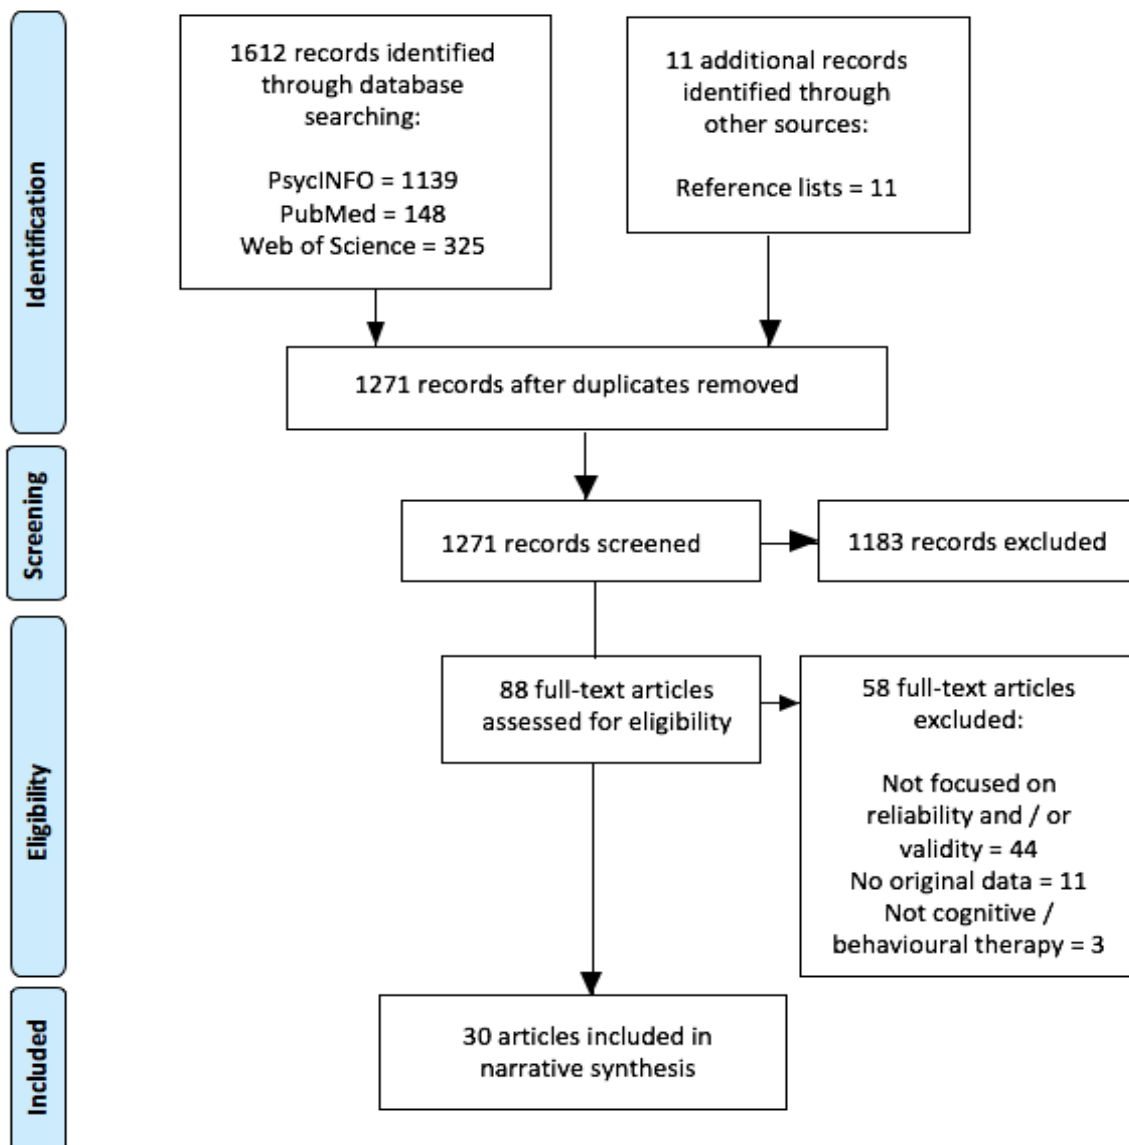 Identification
1612 records identified
through database
searching:
PsycINFO = 1139
PubMed = 148
Web of Science = 325
11 additional records
identified through
other sources:
Reference lists = 11
1271 records after duplicates removed
Screening
1271 records screened
1183 records excluded
Eligibility
88 full-text articles
assessed for eligibility
58 full-text articles
excluded:
Not focused on
reliability and / or
validity = 44
No original data = 11
Not cognitive /
behavioural therapy = 3
Included
30 articles included in
narrative synthesis